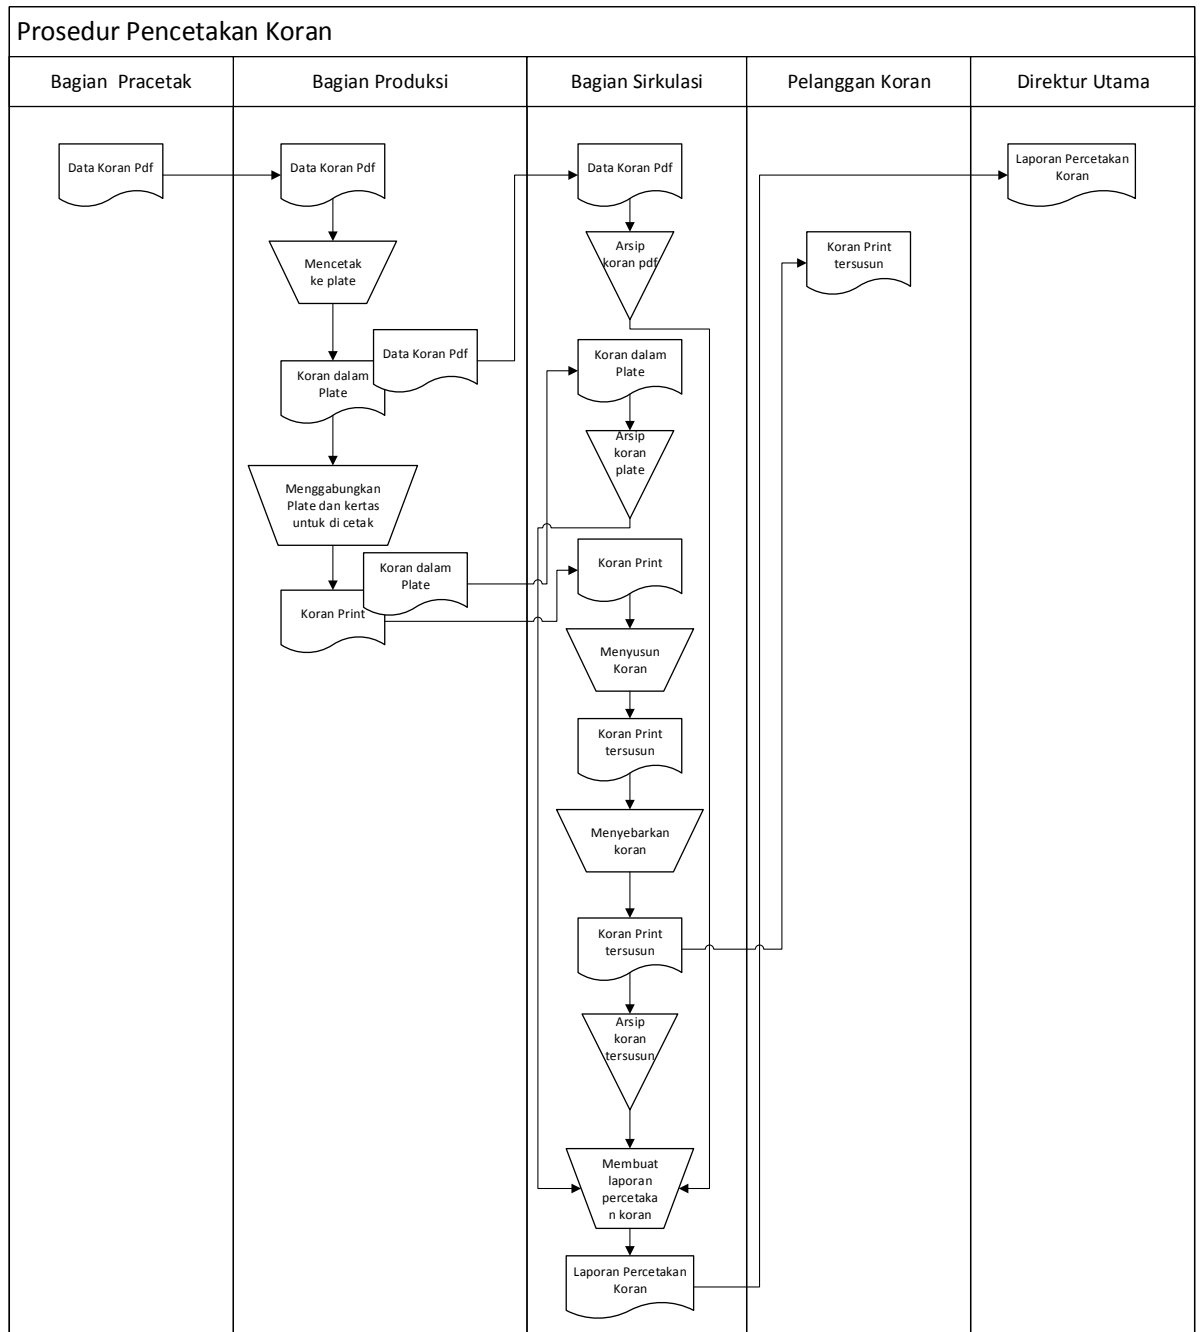 Prosedur Pencetakan Koran
Bagian  Pracetak
Bagian Produksi
Bagian Sirkulasi
Pelanggan Koran
Direktur Utama
Data Koran Pdf
Data Koran Pdf
Mencetak
ke plate
Data Koran Pdf
Koran dalam
Plate
Menggabungkan
Plate dan kertas
untuk di cetak
Koran dalam
Plate
Koran Print
Data Koran Pdf
Arsip
koran pdf
Koran dalam
Plate
Arsip
koran
plate
Koran Print
Menyusun
Koran
Koran Print
tersusun
Menyebarkan
koran
Koran Print
tersusun
Arsip
koran
tersusun
Membuat
laporan
percetaka
n koran
Laporan Percetakan
Koran
Koran Print
tersusun
Laporan Percetakan
Koran